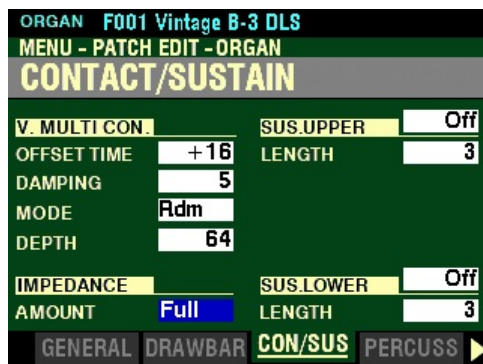 ORGAN F001 Vintage B-3 DLS
MENU - PATCH EDIT - ORGAN
CONTACT/SUSTAIN
V. MULTI CON. SUS.UPPER Off
OFFSET TIME +16 LENGTH 3
DAMPING 5
MODE Rdm
DEPTH 64
IMPEDANCE SUS.LOWER Off
AMOUNT Full LENGTH 3
GENERAL DRAWBAR CON/SUS PERCUSS